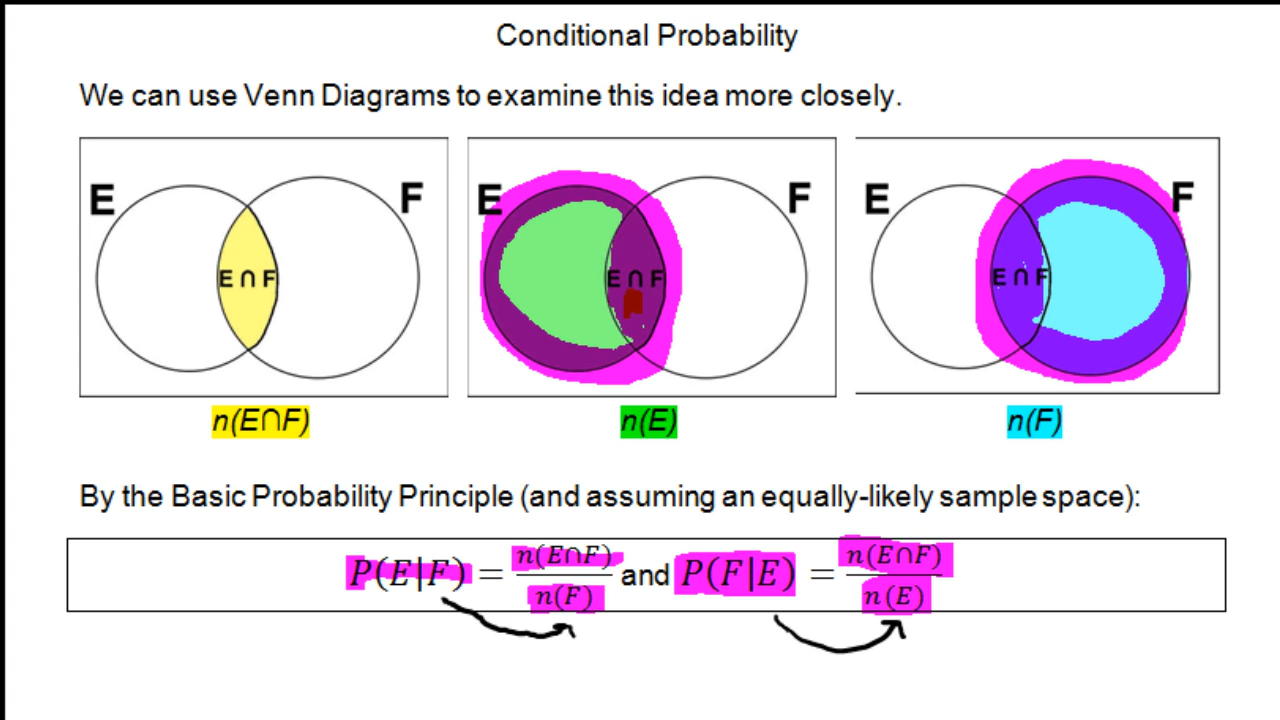 Conditional Probability
We can use Venn Diagrams to examine this idea more closely.
E F E F E F
E ∩ F E ∩ F E ∩ F
n(E∩F) n(E) n(F)
By the Basic Probability Principle (and assuming an equally-likely sample space):
P(E|F) = n(E∩F)/n(F) and P(F|E) = n(E∩F)/n(E)